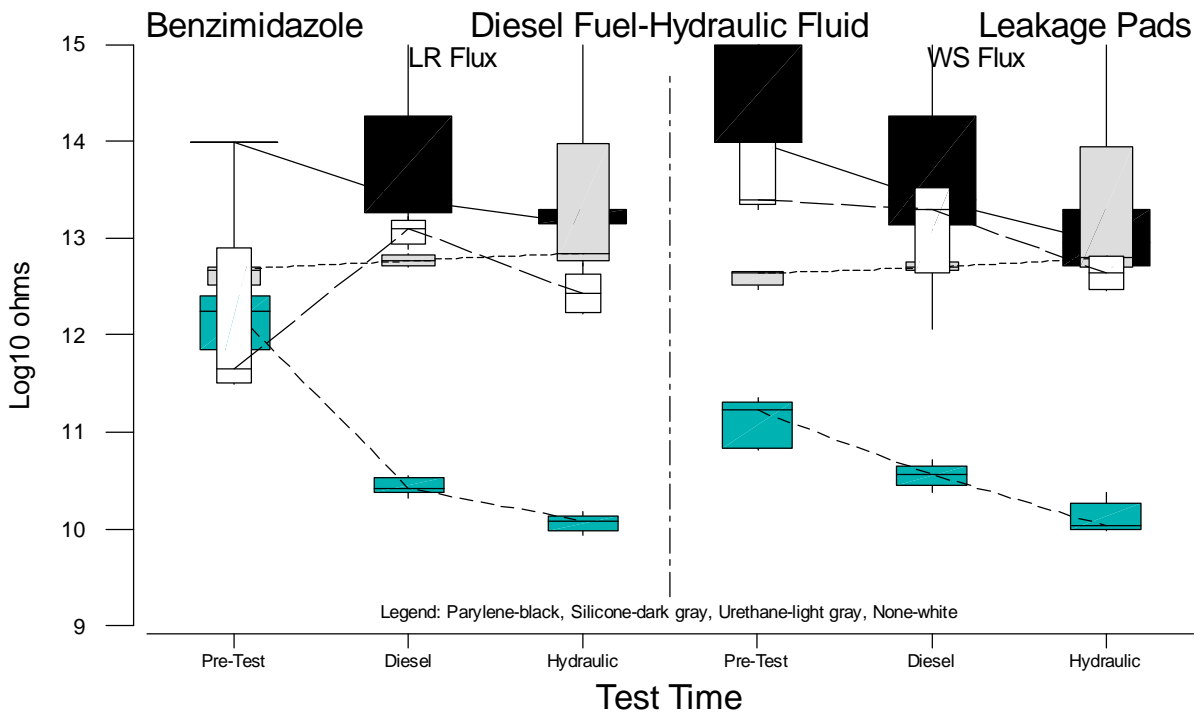 Benzimidazole Diesel Fuel-Hydraulic Fluid Leakage Pads
LR Flux WS Flux
15
14
13
12
11
10
9
Log10 ohms
Legend: Parylene-black, Silicone-dark gray, Urethane-light gray, None-white
Pre-Test Diesel Hydraulic Pre-Test Diesel Hydraulic
Test Time